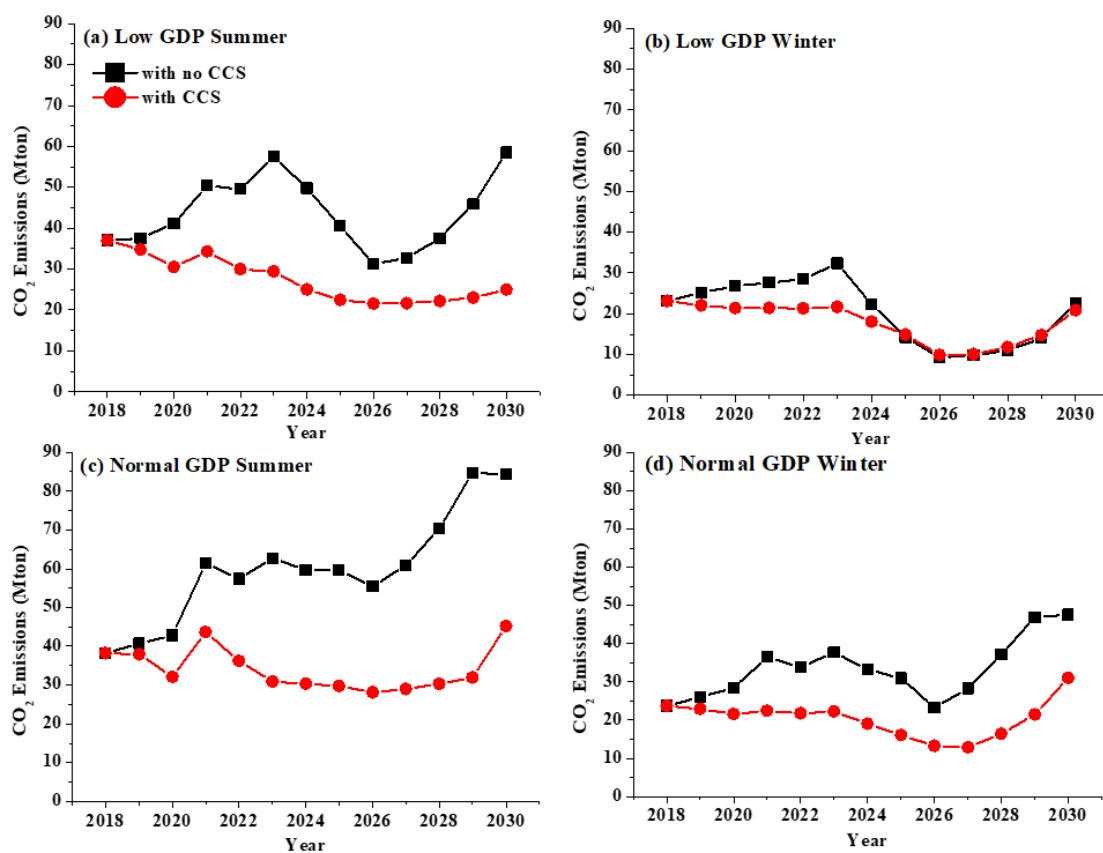 (a) Low GDP Summer
with no CCS
with CCS
CO2 Emissions (Mton)
90
80
70
60
50
40
30
20
10
0
2018 2020 2022 2024 2026 2028 2030
Year
(b) Low GDP Winter
CO2 Emissions (Mton)
90
80
70
60
50
40
30
20
10
0
2018 2020 2022 2024 2026 2028 2030
Year
(c) Normal GDP Summer
CO2 Emissions (Mton)
90
80
70
60
50
40
30
20
10
0
2018 2020 2022 2024 2026 2028 2030
Year
(d) Normal GDP Winter
CO2 Emissions (Mton)
90
80
70
60
50
40
30
20
10
0
2018 2020 2022 2024 2026 2028 2030
Year